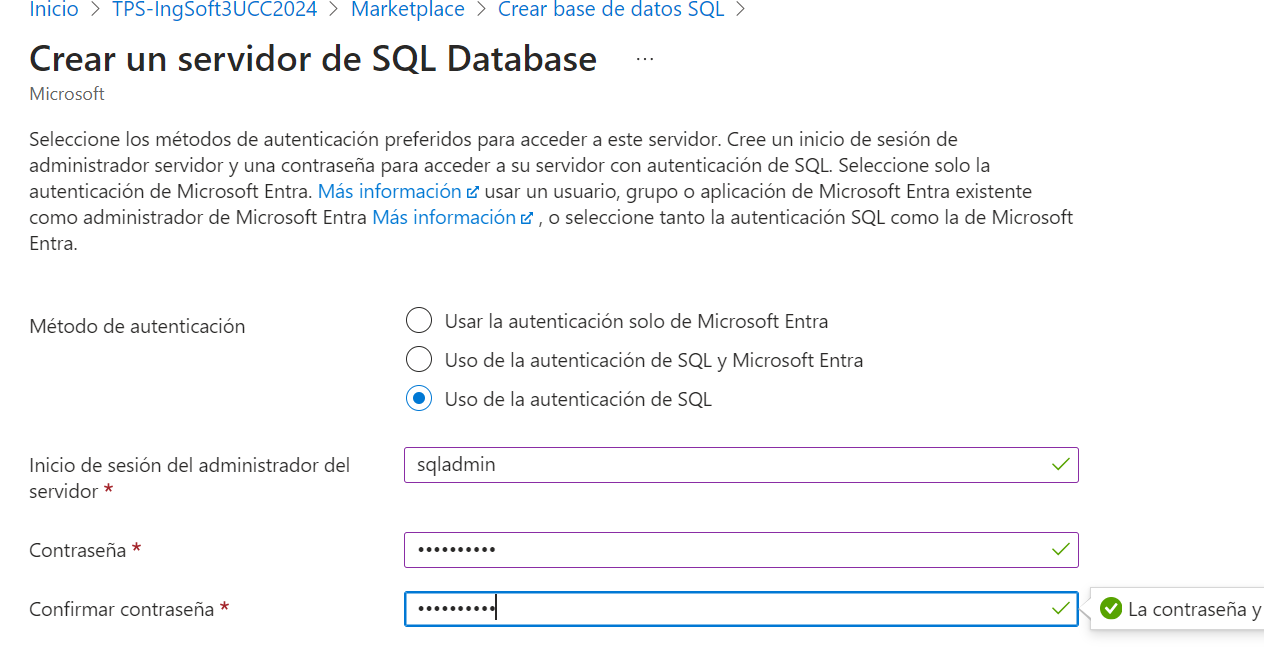 Inicio > TPS-IngSoft3UCC2024 > Marketplace > Crear base de datos SQL >
Crear un servidor de SQL Database ...
Microsoft
Seleccione los métodos de autenticación preferidos para acceder a este servidor. Cree un inicio de sesión de
administrador servidor y una contraseña para acceder a su servidor con autenticación de SQL. Seleccione solo la
autenticación de Microsoft Entra. Más información usar un usuario, grupo o aplicación de Microsoft Entra existente
como administrador de Microsoft Entra Más información , o seleccione tanto la autenticación SQL como la de Microsoft
Entra.
Método de autenticación
Usar la autenticación solo de Microsoft Entra
Uso de la autenticación de SQL y Microsoft Entra
Uso de la autenticación de SQL
Inicio de sesión del administrador del
servidor *
sqladmin
Contraseña *
••••••••••
Confirmar contraseña *
••••••••••
La contraseña y